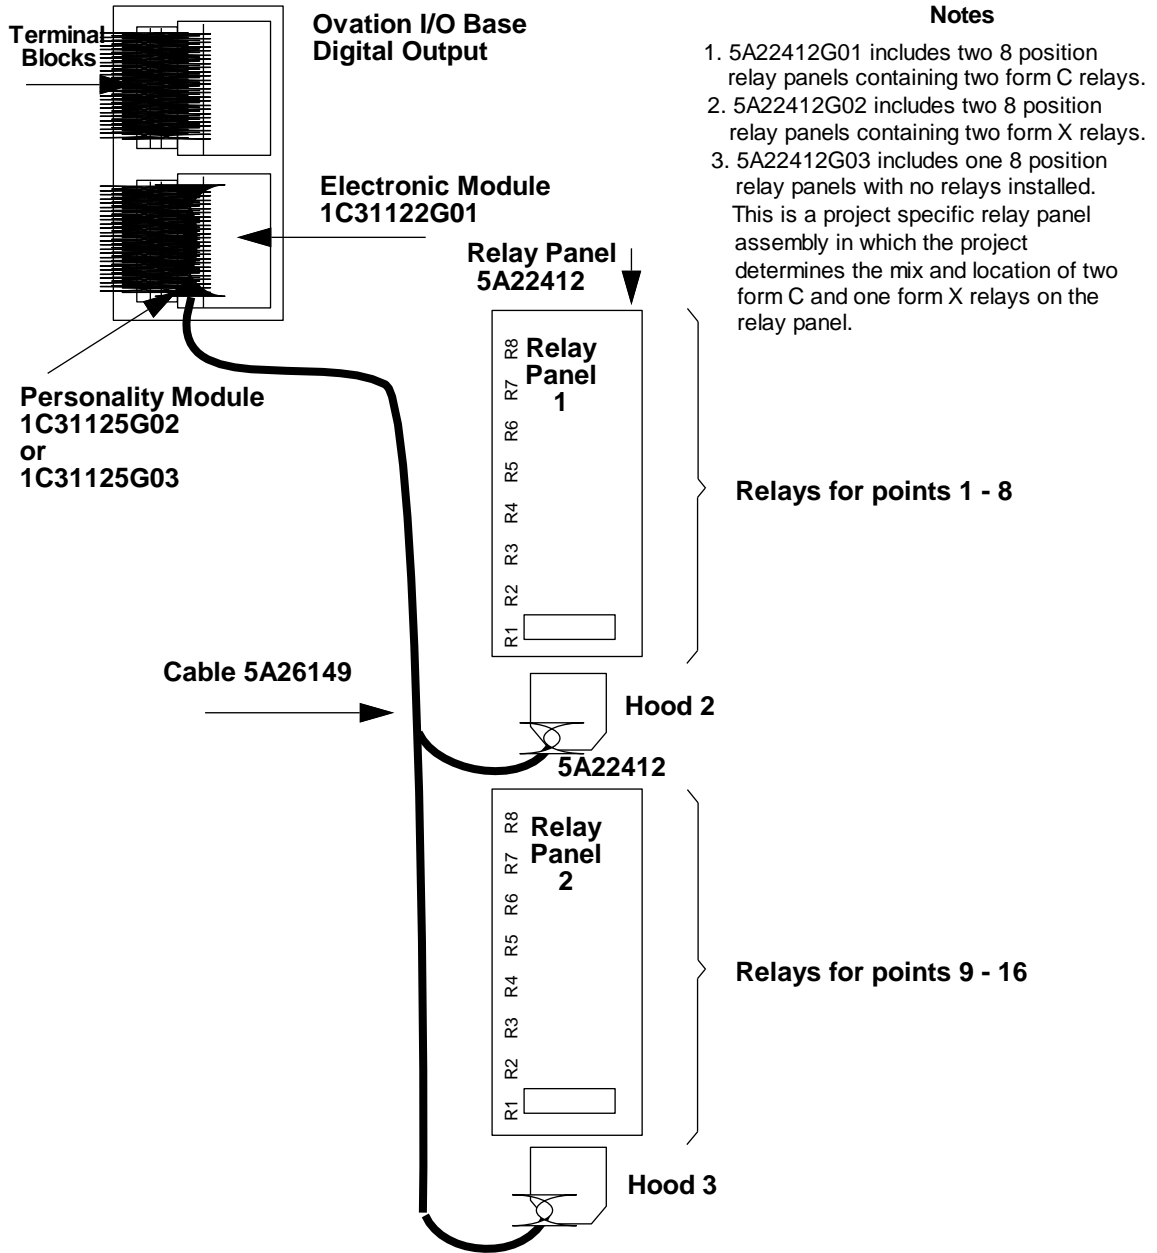 Terminal
Blocks
Ovation I/O Base
Digital Output
Notes
1. 5A22412G01 includes two 8 position
relay panels containing two form C relays.
2. 5A22412G02 includes two 8 position
relay panels containing two form X relays.
3. 5A22412G03 includes one 8 position
relay panels with no relays installed.
This is a project specific relay panel
assembly in which the project
determines the mix and location of two
form C and one form X relays on the
relay panel.
Electronic Module
1C31122G01
Relay Panel
5A22412
Personality Module
1C31125G02
or
1C31125G03
R8
R7
R6
R5
R4
R3
R2
R1
Relay
Panel
1
Relays for points 1 - 8
Cable 5A26149
Hood 2
5A22412
R8
R7
R6
R5
R4
R3
R2
R1
Relay
Panel
2
Relays for points 9 - 16
Hood 3